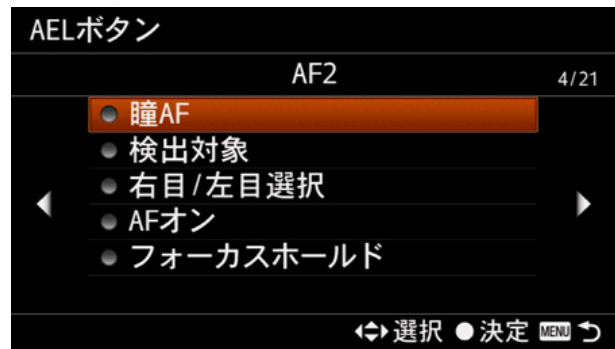 AELボタン
AF2 4/21
瞳AF
検出対象
右目/左目選択
AFオン
フォーカスホールド
選択 決定 MENU